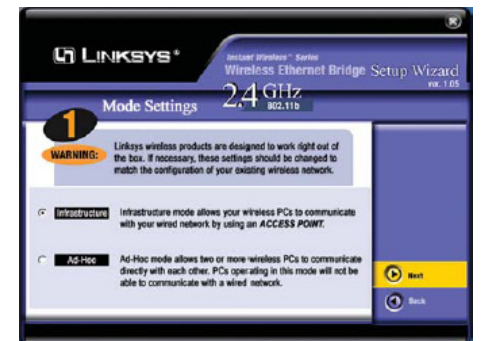 LINKSYS®
Instant Wireless™ Series
Wireless Ethernet Bridge Setup Wizard
2,4 GHz
802.11b
Mode Settings
1
WARNING:
Linksys wireless products are designed to work right out of
the box. If necessary, these settings should be changed to
match the configuration of your existing wireless network.
Infrastructure
Infrastructure mode allows your wireless PCs to communicate
with your wired network by using an ACCESS POINT.
Ad-Hoc
Ad-Hoc mode allows two or more wireless PCs to communicate
directly with each other. PCs operating in this mode will not be
able to communicate with a wired network.
Next
Back